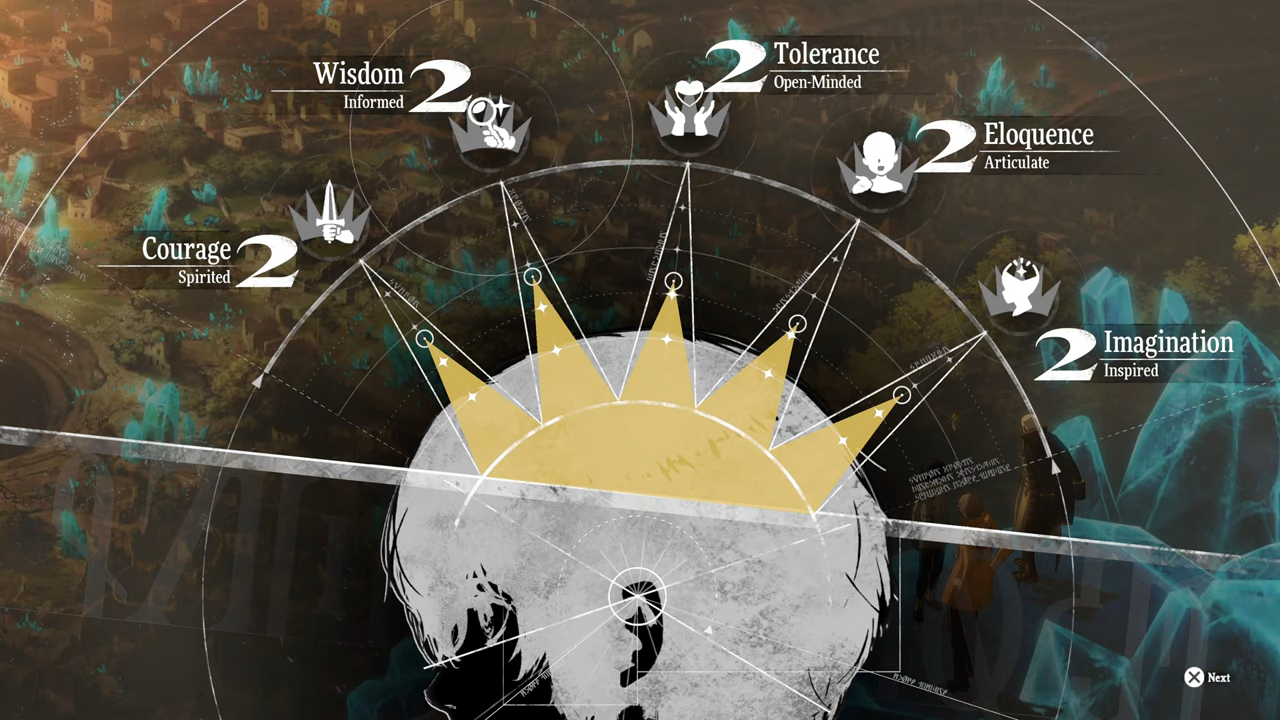 Wisdom 2
Informed
2 Tolerance
Open-Minded
2 Eloquence
Articulate
Courage 2
Spirited
2 Imagination
Inspired
Next